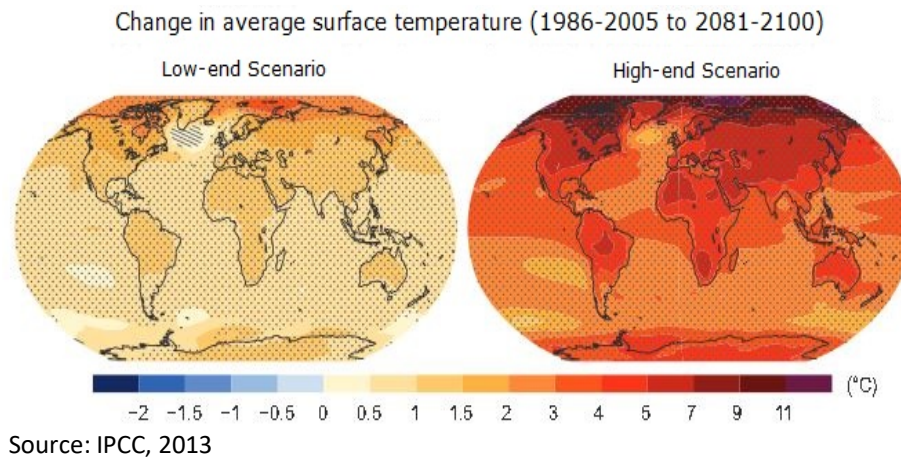 Change in average surface temperature (1986-2005 to 2081-2100)
Low-end Scenario
High-end Scenario
−2 −1.5 −1 −0.5 0 0.5 1 1.5 2 3 4 5 7 9 11 (°C)
Source: IPCC, 2013